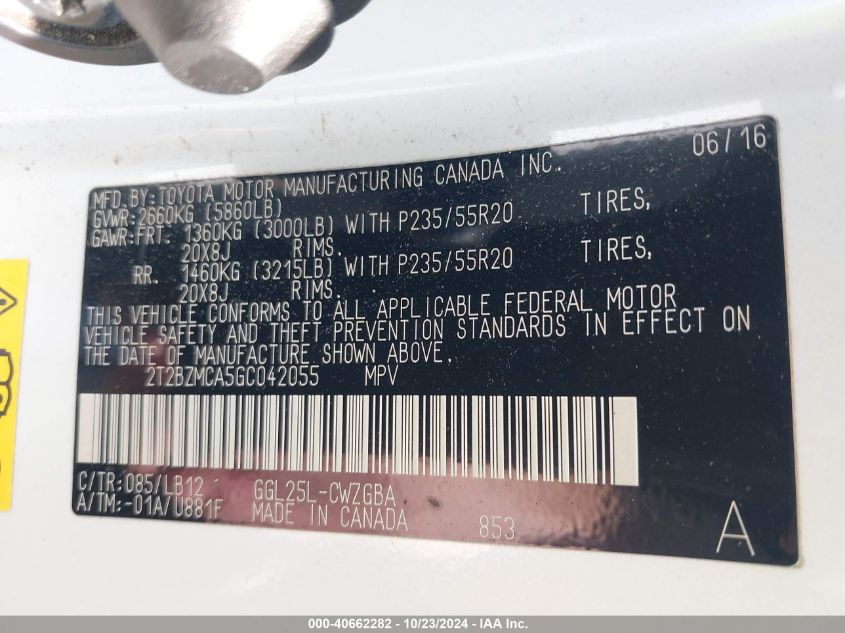 06/16
MFD. BY: TOYOTA MOTOR MANUFACTURING CANADA INC.
GVWR: 2660KG (5860LB)
GAWR: FRT. 1360KG (3000LB) WITH P235/55R20 TIRES,
20X8J RIMS.
RR. 1460KG (3215LB) WITH P235/55R20 TIRES,
20X8J RIMS.
THIS VEHICLE CONFORMS TO ALL APPLICABLE FEDERAL MOTOR
VEHICLE SAFETY AND THEFT PREVENTION STANDARDS IN EFFECT ON
THE DATE OF MANUFACTURE SHOWN ABOVE.
2T2BZMCA5GC042055 MPV
C/TR: 085/LB12 GGL25L-CWZGBA
A/TM:-01A/U881F MADE IN CANADA 853 A
000-40662282 - 10/23/2024 - IAA Inc.